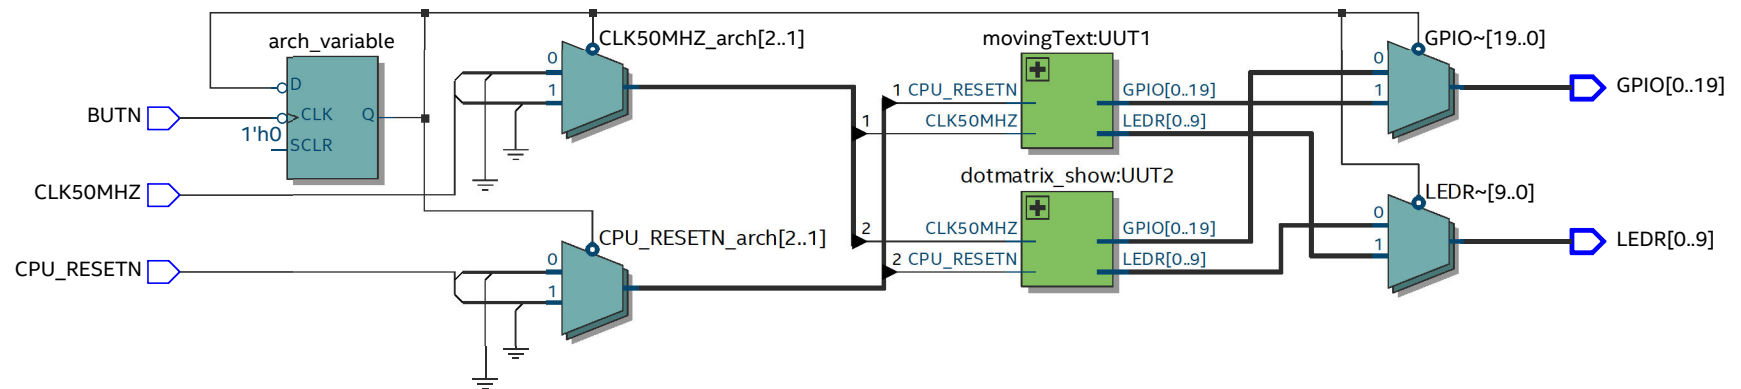 arch_variable
D
CLK
Q
1'h0
SCLR
BUTN
CLK50MHZ
CPU_RESETN
CLK50MHZ_arch[2..1]
0
1
CPU_RESETN_arch[2..1]
0
1
movingText:UUT1
1 CPU_RESETN
GPIO[0..19]
1 CLK50MHZ
LEDR[0..9]
dotmatrix_show:UUT2
2 CLK50MHZ
GPIO[0..19]
2 CPU_RESETN
LEDR[0..9]
GPIO~[19..0]
0
1
GPIO[0..19]
LEDR~[9..0]
0
1
LEDR[0..9]